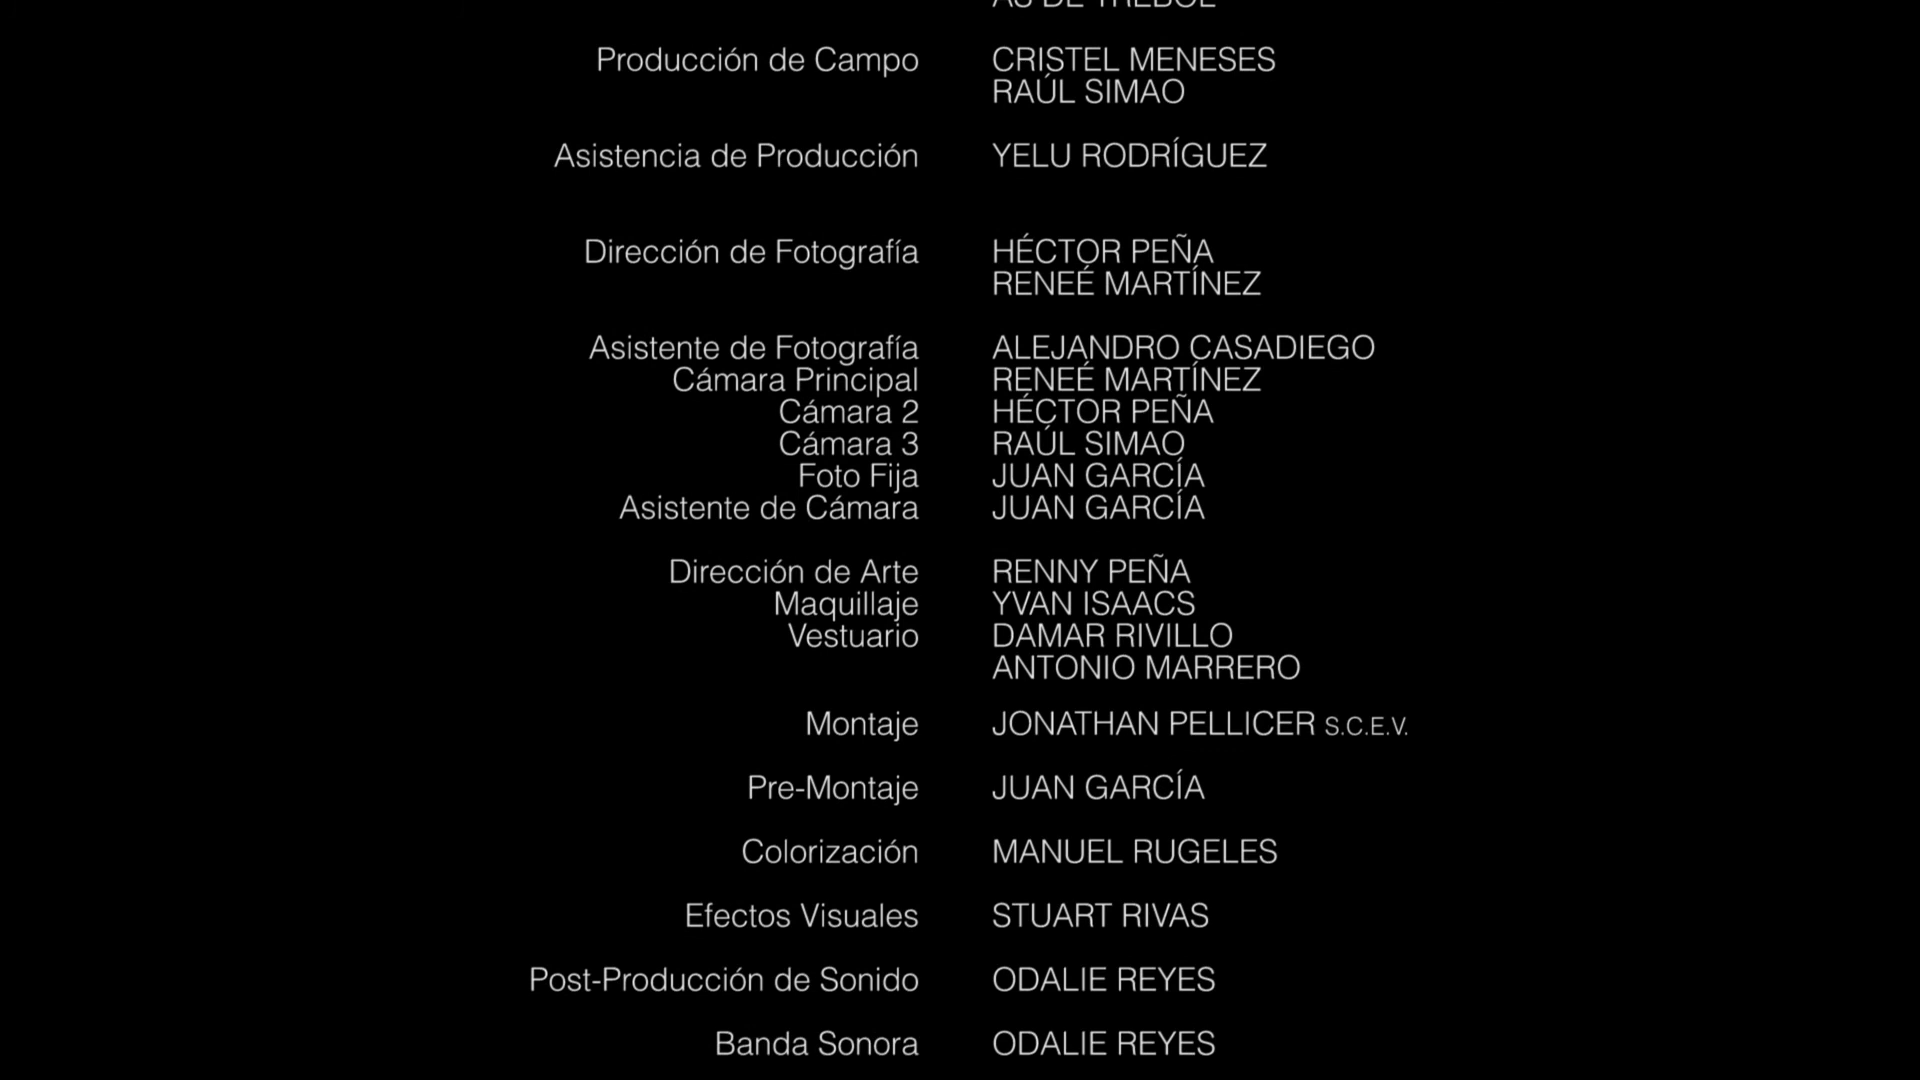 AS DE TRÉBOL
Producción de Campo CRISTEL MENESES
RAÚL SIMAO
Asistencia de Producción YELU RODRÍGUEZ
Dirección de Fotografía HÉCTOR PEÑA
RENEÉ MARTÍNEZ
Asistente de Fotografía ALEJANDRO CASADIEGO
Cámara Principal RENEÉ MARTÍNEZ
Cámara 2 HÉCTOR PEÑA
Cámara 3 RAÚL SIMAO
Foto Fija JUAN GARCÍA
Asistente de Cámara JUAN GARCÍA
Dirección de Arte RENNY PEÑA
Maquillaje YVAN ISAACS
Vestuario DAMAR RIVILLO
ANTONIO MARRERO
Montaje JONATHAN PELLICER S.C.E.V.
Pre-Montaje JUAN GARCÍA
Colorización MANUEL RUGELES
Efectos Visuales STUART RIVAS
Post-Producción de Sonido ODALIE REYES
Banda Sonora ODALIE REYES